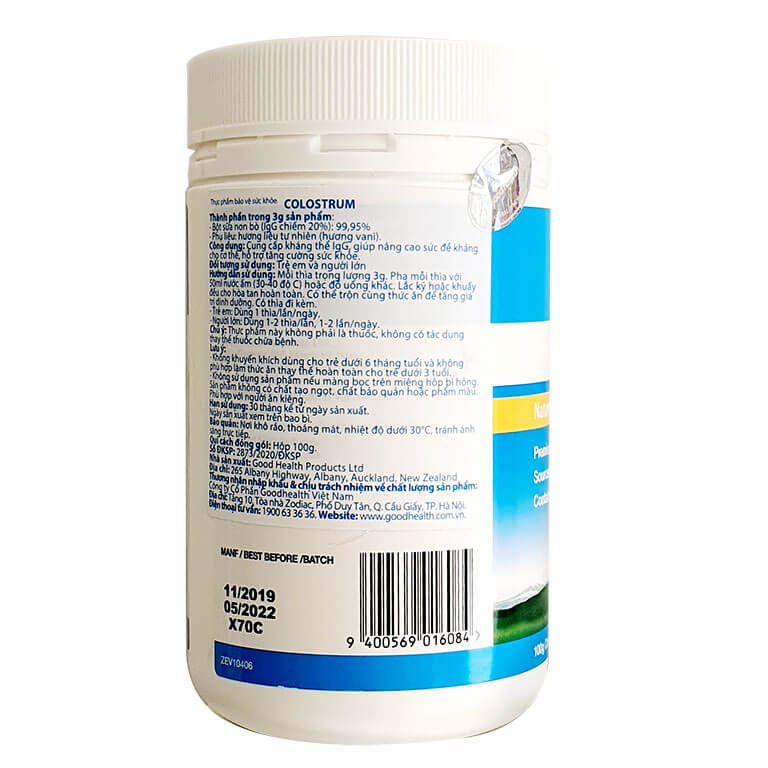 Thực phẩm bảo vệ sức khỏe COLOSTRUM
Thành phần trong 3g sản phẩm:
- Bột sữa non bò (IgG chiếm 20%): 99,95%
- Phụ liệu: hương liệu tự nhiên (hương vani).
Công dụng: Cung cấp kháng thể IgG, giúp nâng cao sức đề kháng
cho cơ thể, hỗ trợ tăng cường sức khỏe.
Đối tượng sử dụng: Trẻ em và người lớn
Hướng dẫn sử dụng: Mỗi thìa trọng lượng 3g. Pha mỗi thìa với
50ml nước ấm (30-40 độ C) hoặc đồ uống khác. Lắc kỹ hoặc khuấy
đều cho hòa tan hoàn toàn. Có thể trộn cùng thức ăn để tăng giá
trị dinh dưỡng. Có thìa đi kèm.
- Trẻ em: Dùng 1 thìa/lần/ngày.
- Người lớn: Dùng 1-2 thìa/lần, 1-2 lần/ngày.
Chú ý: Thực phẩm này không phải là thuốc, không có tác dụng
thay thế thuốc chữa bệnh.
Lưu ý:
- Không khuyến khích dùng cho trẻ dưới 6 tháng tuổi và không
phù hợp làm thức ăn thay thế hoàn toàn cho trẻ dưới 3 tuổi.
- Không sử dụng sản phẩm nếu màng bọc trên miệng hộp bị hỏng.
Sản phẩm không có chất tạo ngọt, chất bảo quản hoặc phẩm màu.
Phù hợp với người ăn kiêng.
Hạn sử dụng: 30 tháng kể từ ngày sản xuất.
Ngày sản xuất xem trên bao bì.
Bảo quản: Nơi khô ráo, thoáng mát, nhiệt độ dưới 30°C, tránh ánh
sáng trực tiếp.
Qui cách đóng gói: Hộp 100g.
Số ĐKSP: 2873/2020/ĐKSP
Nhà sản xuất: Good Health Products Ltd
Địa chỉ: 265 Albany Highway, Albany, Auckland, New Zealand
Thương nhân nhập khẩu & chịu trách nhiệm về chất lượng sản phẩm:
Công ty Cổ Phần Goodhealth Việt Nam
Địa chỉ: Tầng 10, Tòa nhà Zodiac, Phố Duy Tân, Q. Cầu Giấy, TP. Hà Nội.
Điện thoại tư vấn: 1900 63 36 36. Website: www.goodhealth.com.vn.
MANF / BEST BEFORE /BATCH
11/2019
05/2022
X70C
9 400569 016084 >
ZEV10406
100g